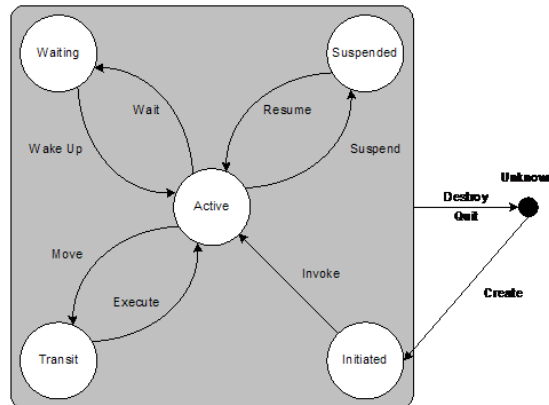 Waiting
Suspended
Wait
Resume
Wake Up
Suspend
Unknown
Active
Destroy
Quit
Move
Invoke
Execute
Create
Transit
Initiated